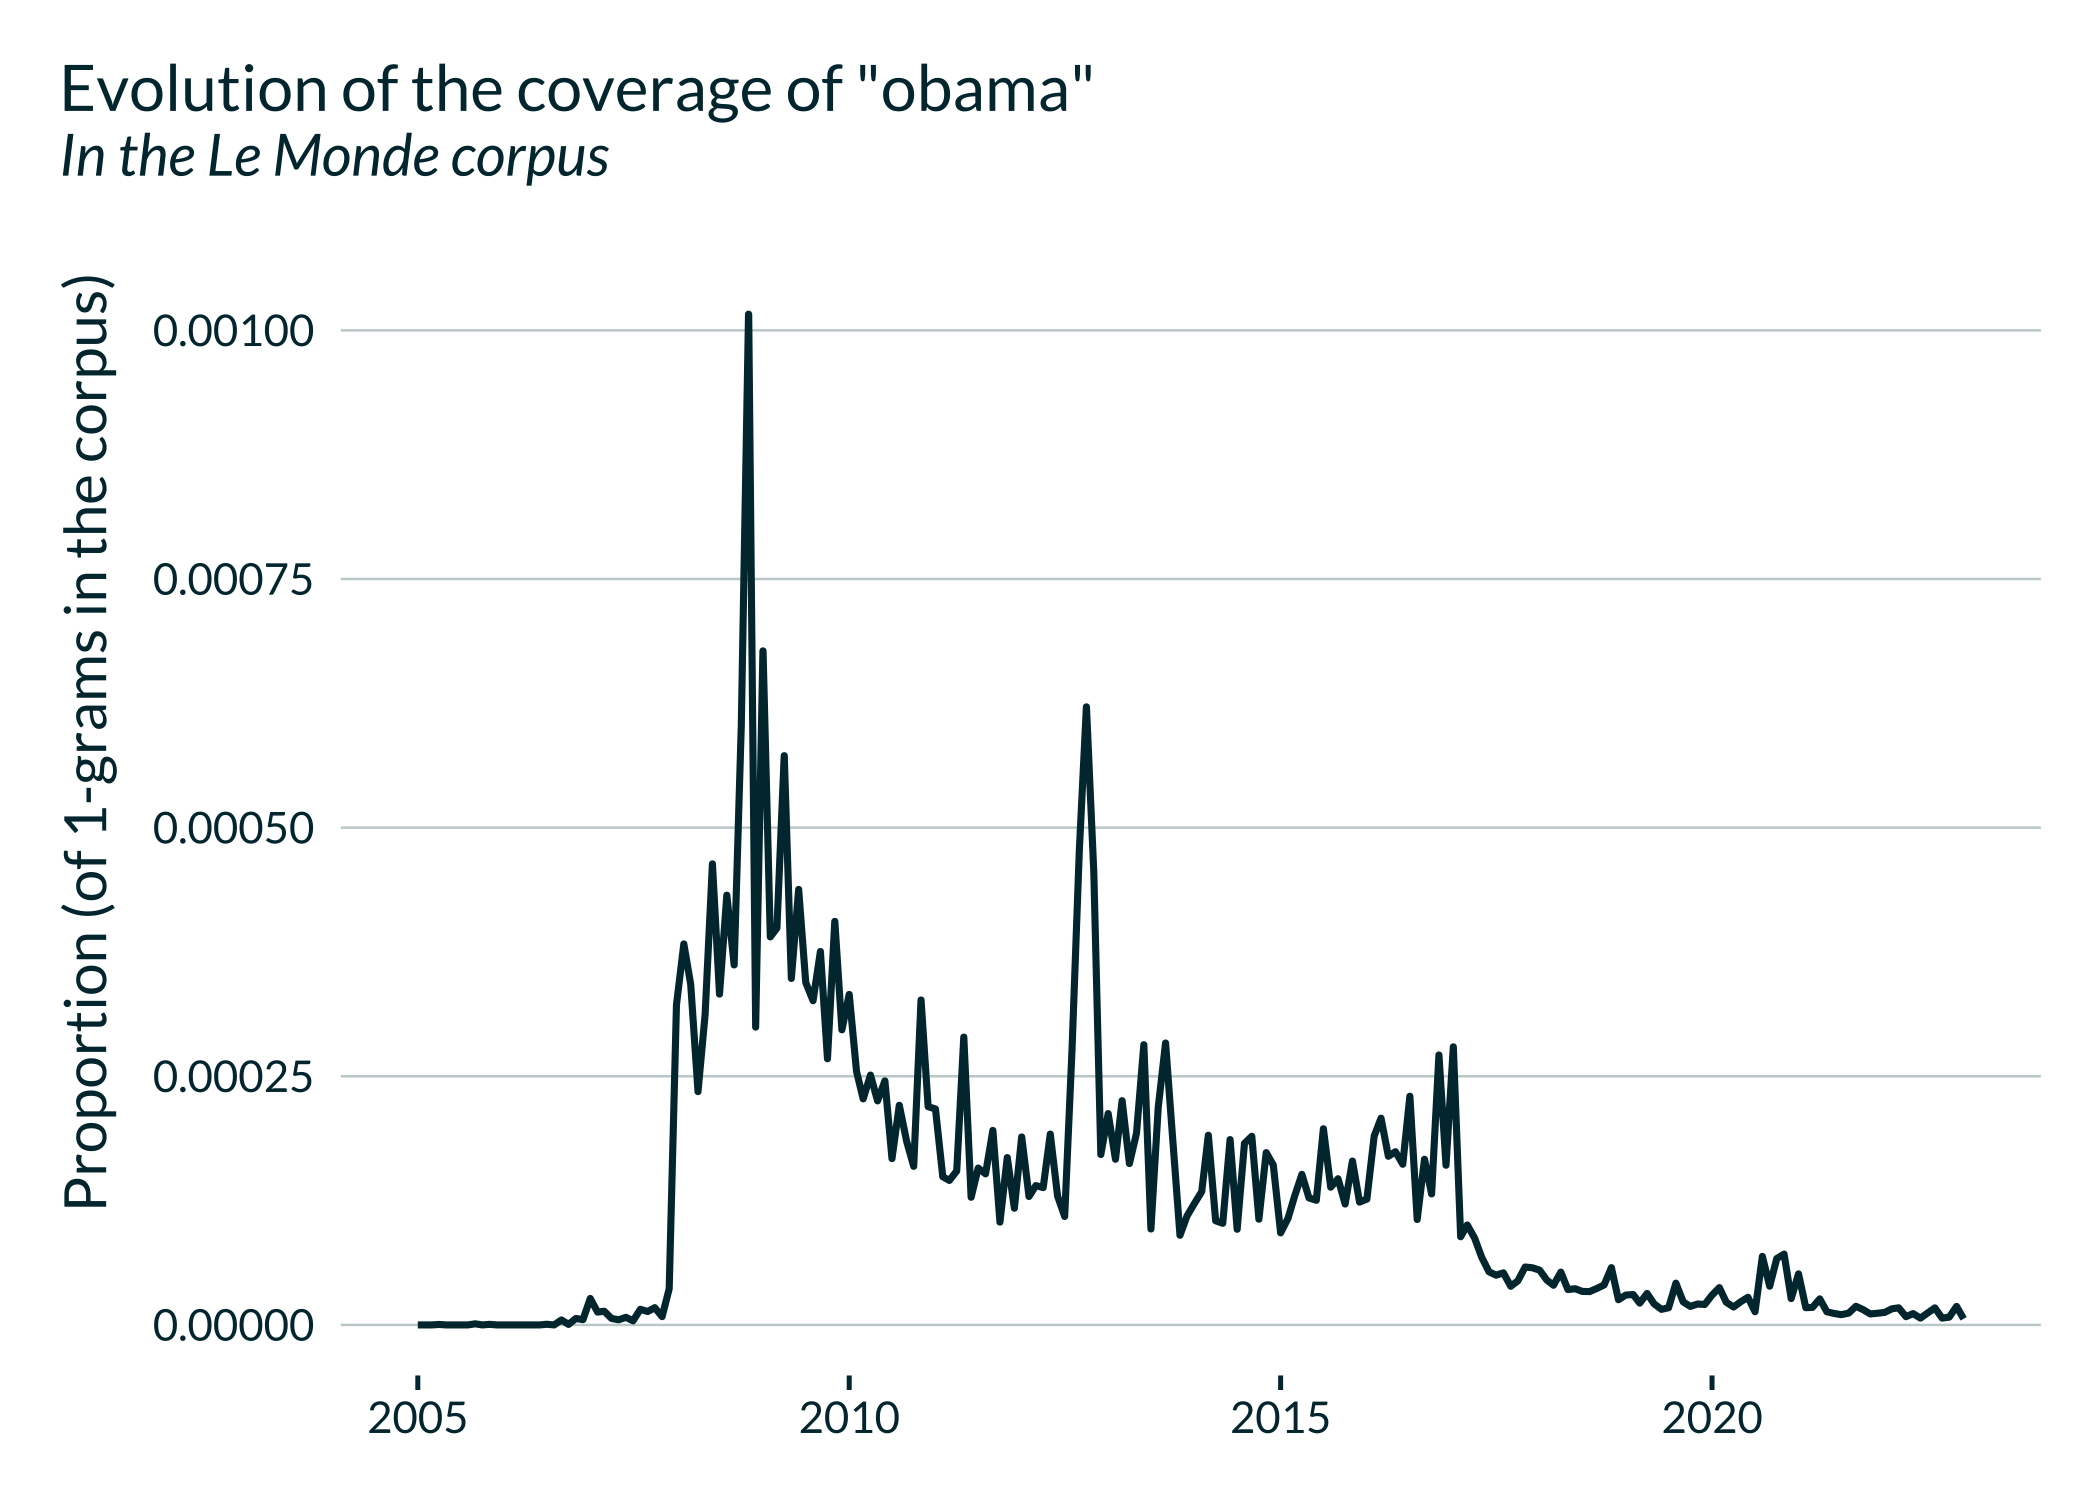 Evolution of the coverage of "obama"
In the Le Monde corpus
Proportion (of 1-grams in the corpus)
0.00100
0.00075
0.00050
0.00025
0.00000
2005 2010 2015 2020